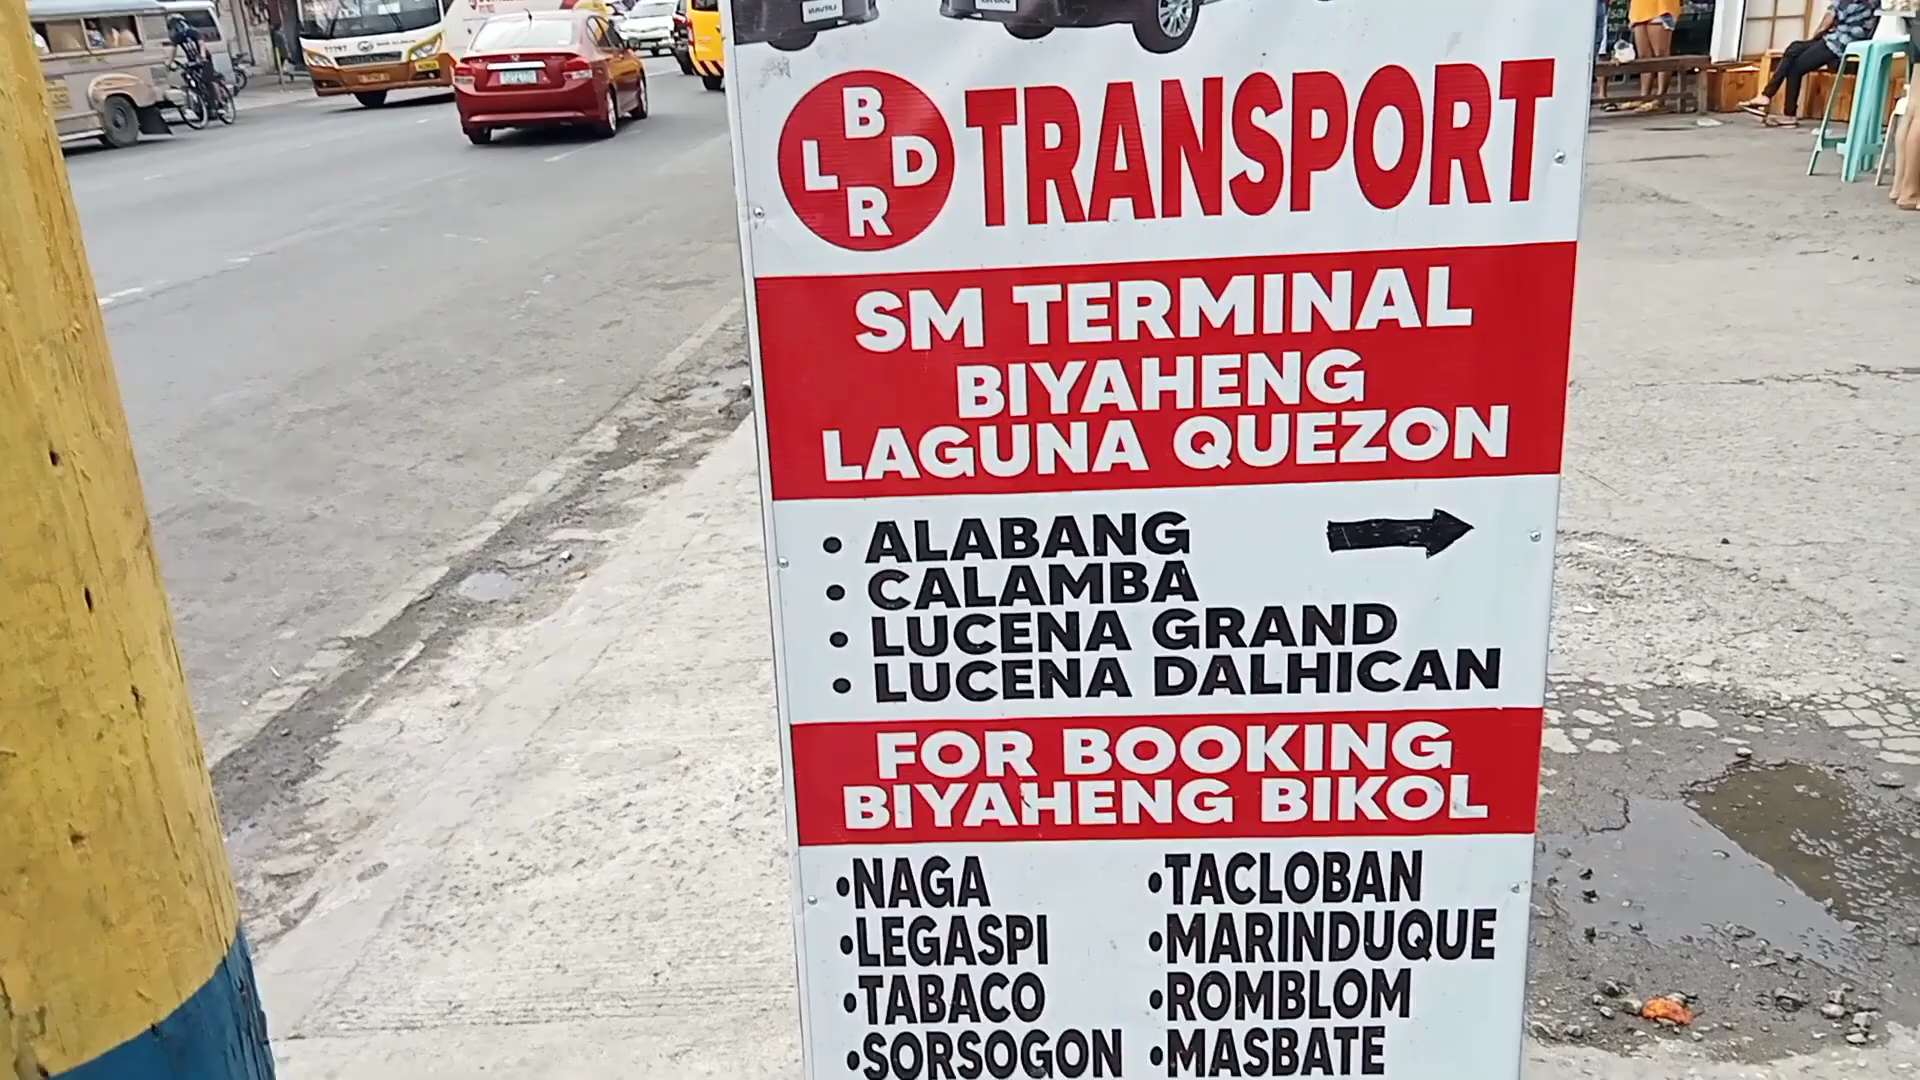 B
L D
R
TRANSPORT
SM TERMINAL
BIYAHENG
LAGUNA QUEZON
• ALABANG
• CALAMBA
• LUCENA GRAND
• LUCENA DALHICAN
FOR BOOKING
BIYAHENG BIKOL
•NAGA
•LEGASPI
•TABACO
•SORSOGON
•TACLOBAN
•MARINDUQUE
•ROMBLOM
•MASBATE